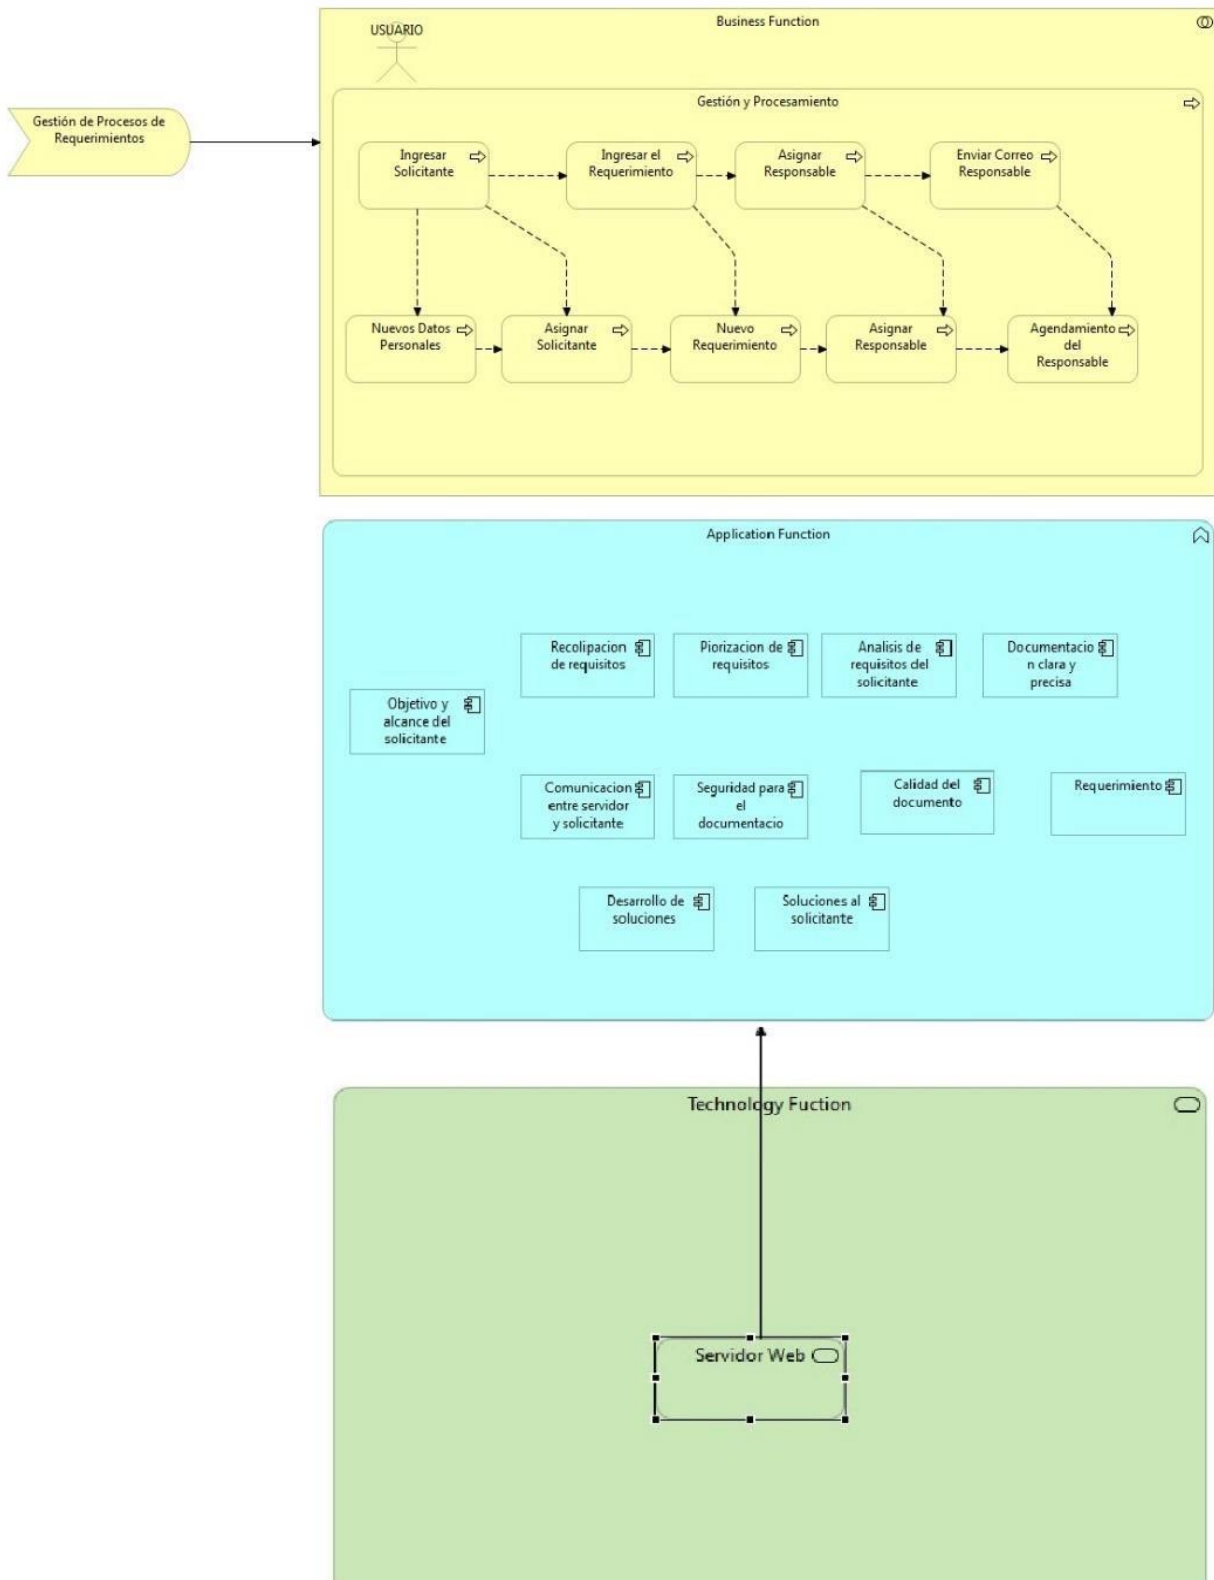 Business Function
USUARIO
Gestión de Procesos de
Requerimientos
Gestión y Procesamiento
Ingresar
Solicitante
Ingresar el
Requerimiento
Asignar
Responsable
Enviar Correo
Responsable
Nuevos Datos
Personales
Asignar
Solicitante
Nuevo
Requerimiento
Asignar
Responsable
Agendamiento
del
Responsable
Application Function
Recolipacion
de requisitos
Piorizacion de
requisitos
Analisis de
requisitos del
solicitante
Documentacio
n clara y
precisa
Objetivo y
alcance del
solicitante
Comunicacion
entre servidor
y solicitante
Seguridad para
el
documentacio
Calidad del
documento
Requerimiento
Desarrollo de
soluciones
Soluciones al
solicitante
Technology Fuction
Servidor Web